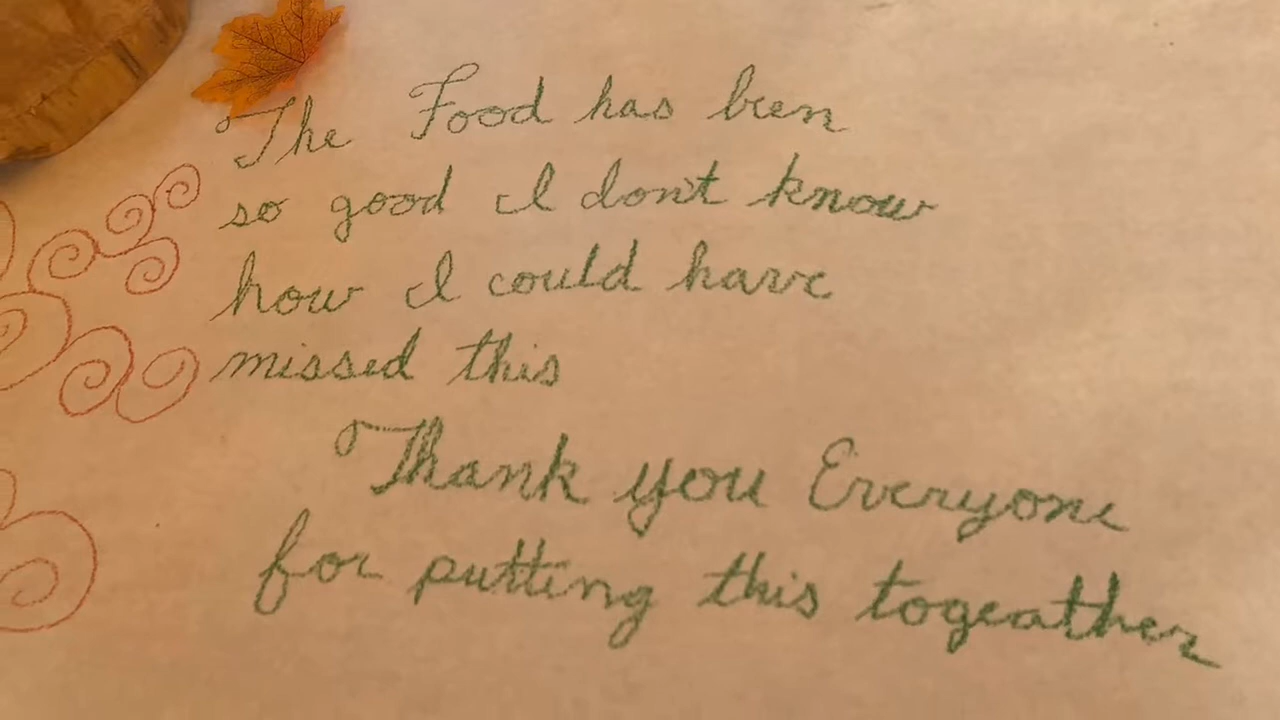 The Food has been
so good I don't know
how I could have
missed this
Thank you Everyone
for putting this togeather